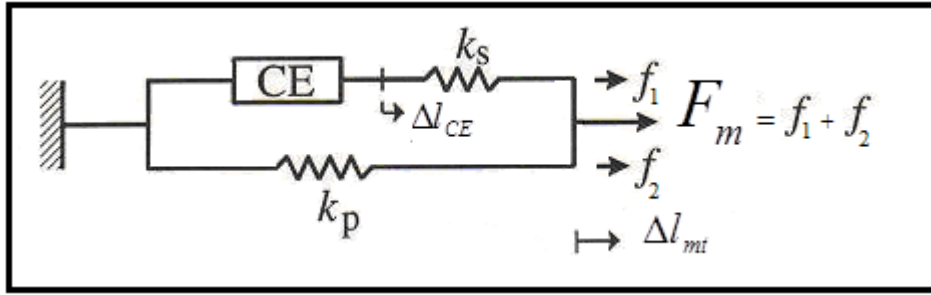 CE
k_s
Δl_CE
f_1
F_m = f_1 + f_2
k_p
f_2
Δl_mt